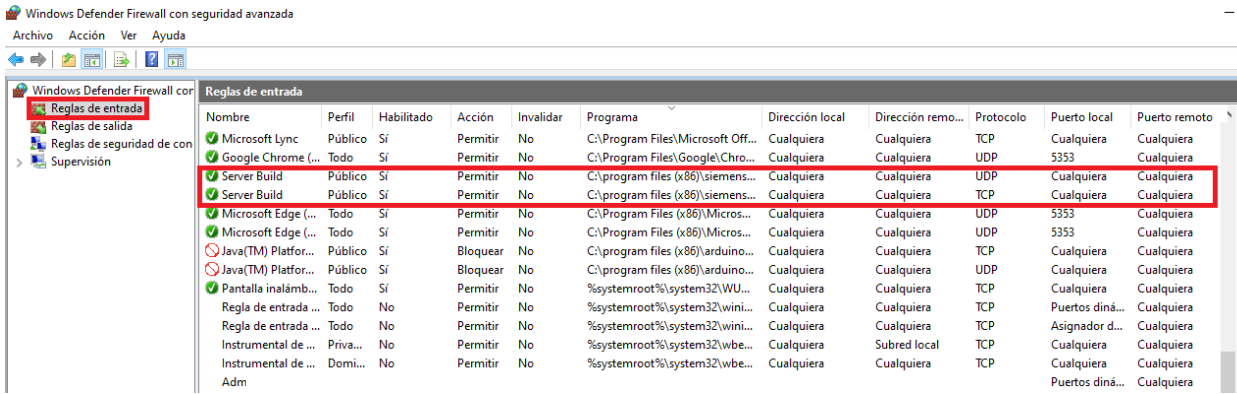 Windows Defender Firewall con seguridad avanzada
Archivo Acción Ver Ayuda
Windows Defender Firewall con
Reglas de entrada
Reglas de salida
Reglas de seguridad de con
Supervisión
Reglas de entrada
Nombre Perfil Habilitado Acción Invalidar Programa Dirección local Dirección remo... Protocolo Puerto local Puerto remoto
Microsoft Lync Público Sí Permitir No C:\Program Files\Microsoft Off... Cualquiera Cualquiera TCP Cualquiera Cualquiera
Google Chrome (... Todo Sí Permitir No C:\Program Files\Google\Chro... Cualquiera Cualquiera UDP 5353 Cualquiera
Server Build Público Sí Permitir No C:\program files (x86)\siemens... Cualquiera Cualquiera UDP Cualquiera Cualquiera
Server Build Público Sí Permitir No C:\program files (x86)\siemens... Cualquiera Cualquiera TCP Cualquiera Cualquiera
Microsoft Edge (... Todo Sí Permitir No C:\Program Files (x86)\Micros... Cualquiera Cualquiera UDP 5353 Cualquiera
Microsoft Edge (... Todo Sí Permitir No C:\Program Files (x86)\Micros... Cualquiera Cualquiera UDP 5353 Cualquiera
Java(TM) Platfor... Público Sí Bloquear No C:\program files (x86)\arduino... Cualquiera Cualquiera TCP Cualquiera Cualquiera
Java(TM) Platfor... Público Sí Bloquear No C:\program files (x86)\arduino... Cualquiera Cualquiera UDP Cualquiera Cualquiera
Pantalla inalámb... Todo Sí Permitir No %systemroot%\system32\WU... Cualquiera Cualquiera TCP Cualquiera Cualquiera
Regla de entrada ... Todo No Permitir No %systemroot%\system32\wini... Cualquiera Cualquiera TCP Puertos diná... Cualquiera
Regla de entrada ... Todo No Permitir No %systemroot%\system32\wini... Cualquiera Cualquiera TCP Asignador d... Cualquiera
Instrumental de ... Priva... No Permitir No %systemroot%\system32\wbe... Cualquiera Subred local TCP Cualquiera Cualquiera
Instrumental de ... Domi... No Permitir No %systemroot%\system32\wbe... Cualquiera Cualquiera TCP Cualquiera Cualquiera
Adm Puertos diná... Cualquiera